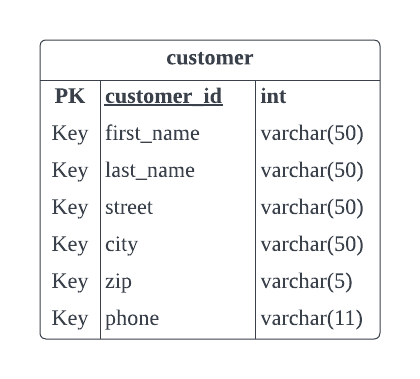 customer
PK customer_id int
Key first_name varchar(50)
Key last_name varchar(50)
Key street varchar(50)
Key city varchar(50)
Key zip varchar(5)
Key phone varchar(11)